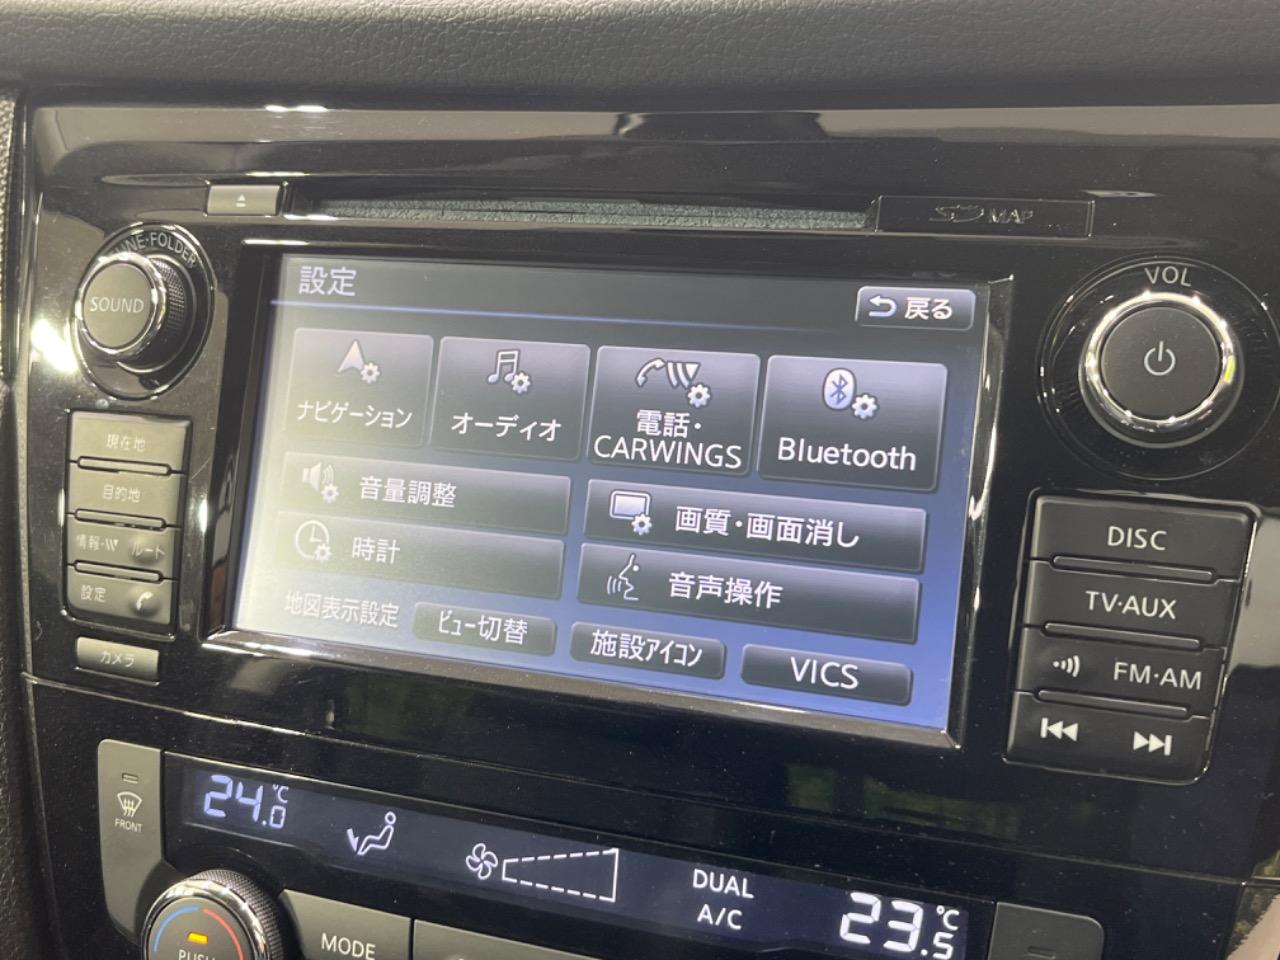 TUNE·FOLDER
SOUND
MAP
VOL
設定
戻る
ナビゲーション
オーディオ
電話・
CARWINGS
Bluetooth
音量調整
画質・画面消し
時計
音声操作
地図表示設定
ビュー切替
施設アイコン
VICS
現在地
目的地
情報・
ルート
設定
カメラ
DISC
TV·AUX
FM·AM
FRONT
24.0℃
DUAL
A/C
23.5℃
PUSH
MODE